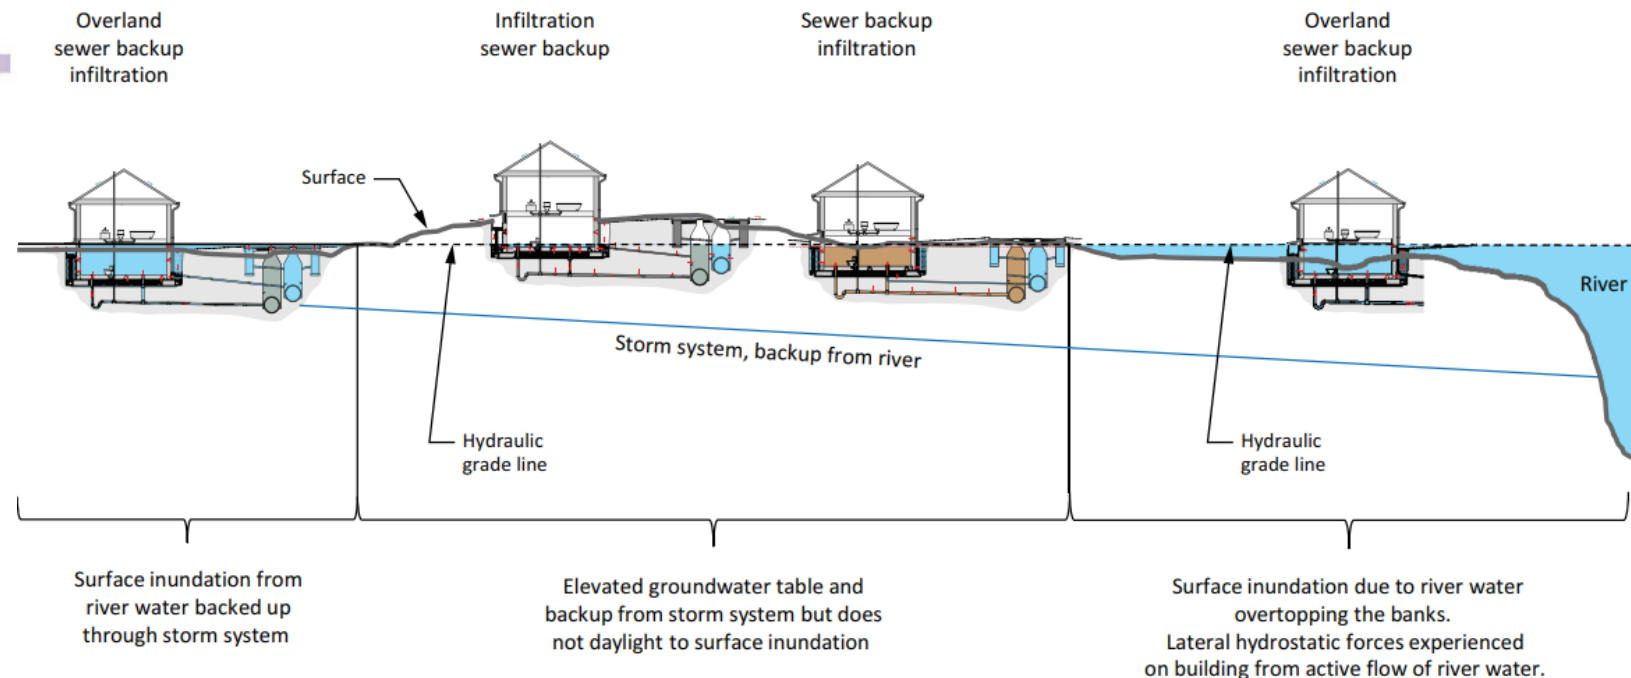 Overland
sewer backup
infiltration
Infiltration
sewer backup
Sewer backup
infiltration
Overland
sewer backup
infiltration
Surface
River
Storm system, backup from river
Hydraulic
grade line
Hydraulic
grade line
Surface inundation from
river water backed up
through storm system
Elevated groundwater table and
backup from storm system but does
not daylight to surface inundation
Surface inundation due to river water
overtopping the banks.
Lateral hydrostatic forces experienced
on building from active flow of river water.